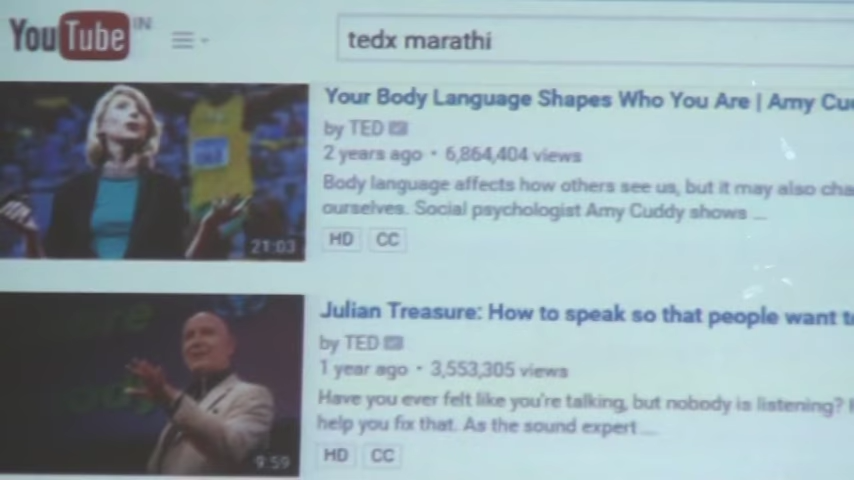 YouTube IN
tedx marathi
Your Body Language Shapes Who You Are | Amy Cu
by TED
2 years ago • 6,864,404 views
Body language affects how others see us, but it may also cha
ourselves. Social psychologist Amy Cuddy shows ...
21:03
HD CC
Julian Treasure: How to speak so that people want t
by TED
1 year ago • 3,553,305 views
Have you ever felt like you're talking, but nobody is listening?
help you fix that. As the sound expert ...
9:59
HD CC